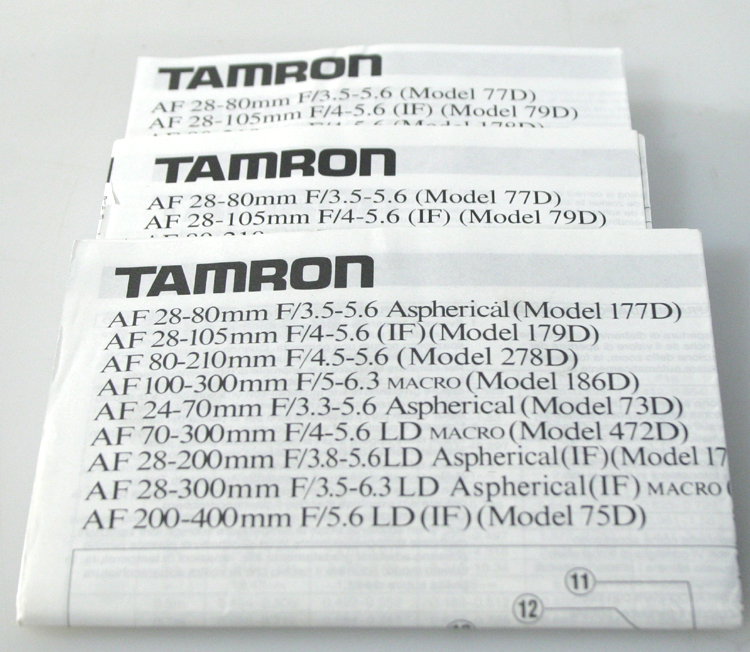 TAMRON
AF 28-80mm F/3.5-5.6 (Model 77D)
AF 28-105mm F/4-5.6 (IF) (Model 79D)
TAMRON
AF 28-80mm F/3.5-5.6 (Model 77D)
AF 28-105mm F/4-5.6 (IF) (Model 79D)
TAMRON
AF 28-80mm F/3.5-5.6 Aspherical (Model 177D)
AF 28-105mm F/4-5.6 (IF) (Model 179D)
AF 80-210mm F/4.5-5.6 (Model 278D)
AF 100-300mm F/5-6.3 MACRO (Model 186D)
AF 24-70mm F/3.3-5.6 Aspherical (Model 73D)
AF 70-300mm F/4-5.6 LD MACRO (Model 472D)
AF 28-200mm F/3.8-5.6LD Aspherical(IF)(Model 17
AF 28-300mm F/3.5-6.3 LD Aspherical(IF) MACRO (
AF 200-400mm F/5.6 LD (IF) (Model 75D)
11
12